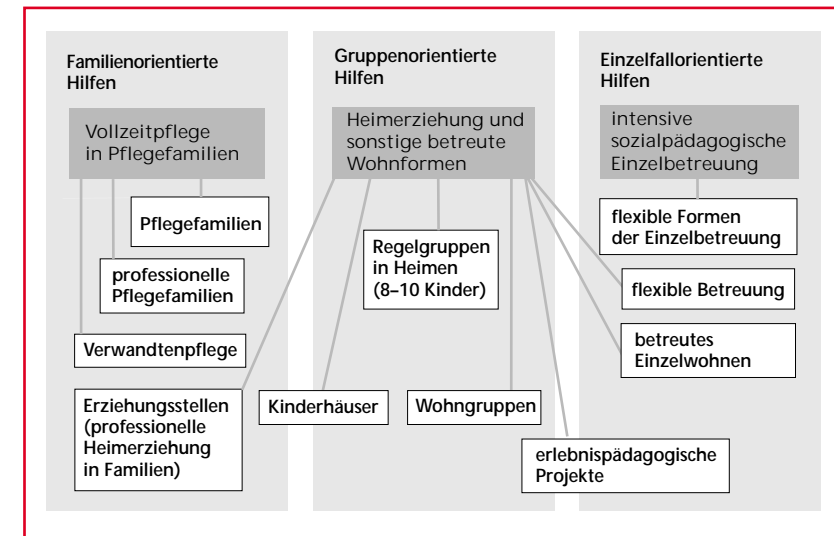 Familienorientierte
Hilfen
Vollzeitpflege
in Pflegefamilien
Pflegefamilien
professionelle
Pflegefamilien
Verwandtenpflege
Erziehungsstellen
(professionelle
Heimerziehung
in Familien)
Gruppenorientierte
Hilfen
Heimerziehung und
sonstige betreute
Wohnformen
Regelgruppen
in Heimen
(8–10 Kinder)
Kinderhäuser
Wohngruppen
erlebnispädagogische
Projekte
Einzelfallorientierte
Hilfen
intensive
sozialpädagogische
Einzelbetreuung
flexible Formen
der Einzelbetreuung
flexible Betreuung
betreutes
Einzelwohnen